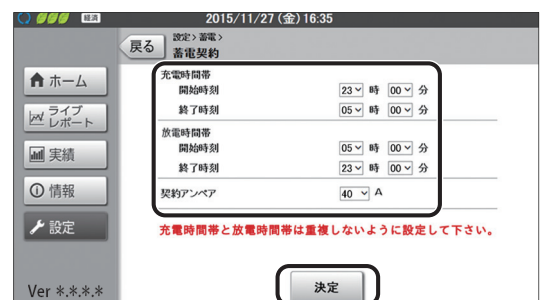 経済 2015/11/27 (金) 16:35
戻る
設定> 蓄電>
蓄電契約
ホーム
ライブ
レポート
実績
情報
設定
Ver *.*.*.*
充電時間帯
開始時刻 23 時 00 分
終了時刻 05 時 00 分
放電時間帯
開始時刻 05 時 00 分
終了時刻 23 時 00 分
契約アンペア 40 A
充電時間帯と放電時間帯は重複しないように設定して下さい。
決定